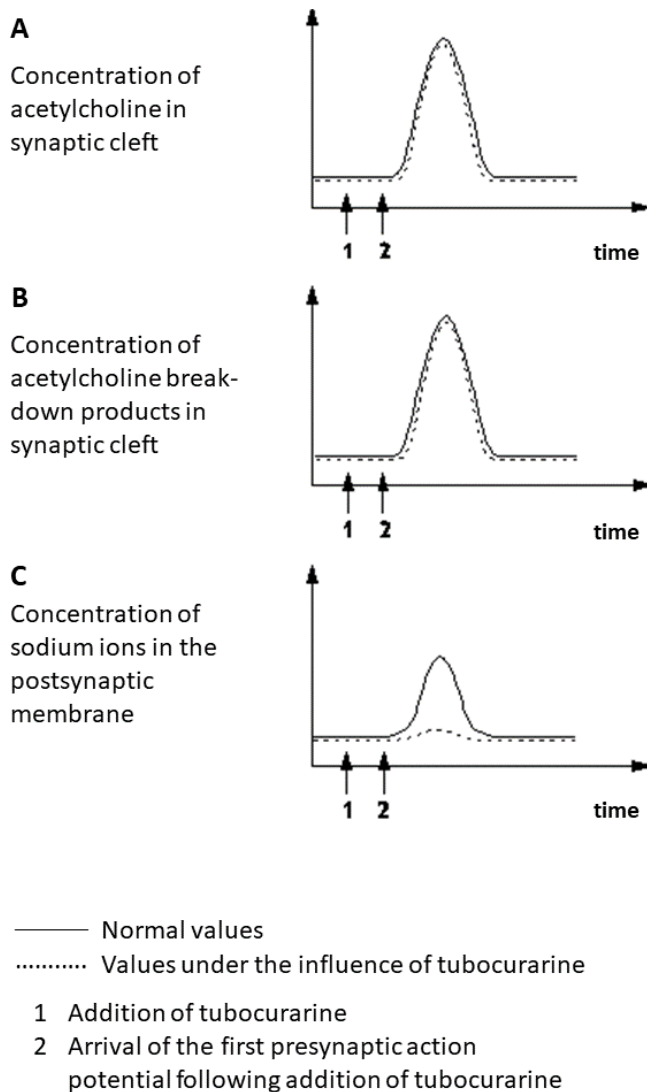 A
Concentration of
acetylcholine in
synaptic cleft
1 2 time
B
Concentration of
acetylcholine break-
down products in
synaptic cleft
1 2 time
C
Concentration of
sodium ions in the
postsynaptic
membrane
1 2 time
Normal values
Values under the influence of tubocurarine
1 Addition of tubocurarine
2 Arrival of the first presynaptic action
potential following addition of tubocurarine